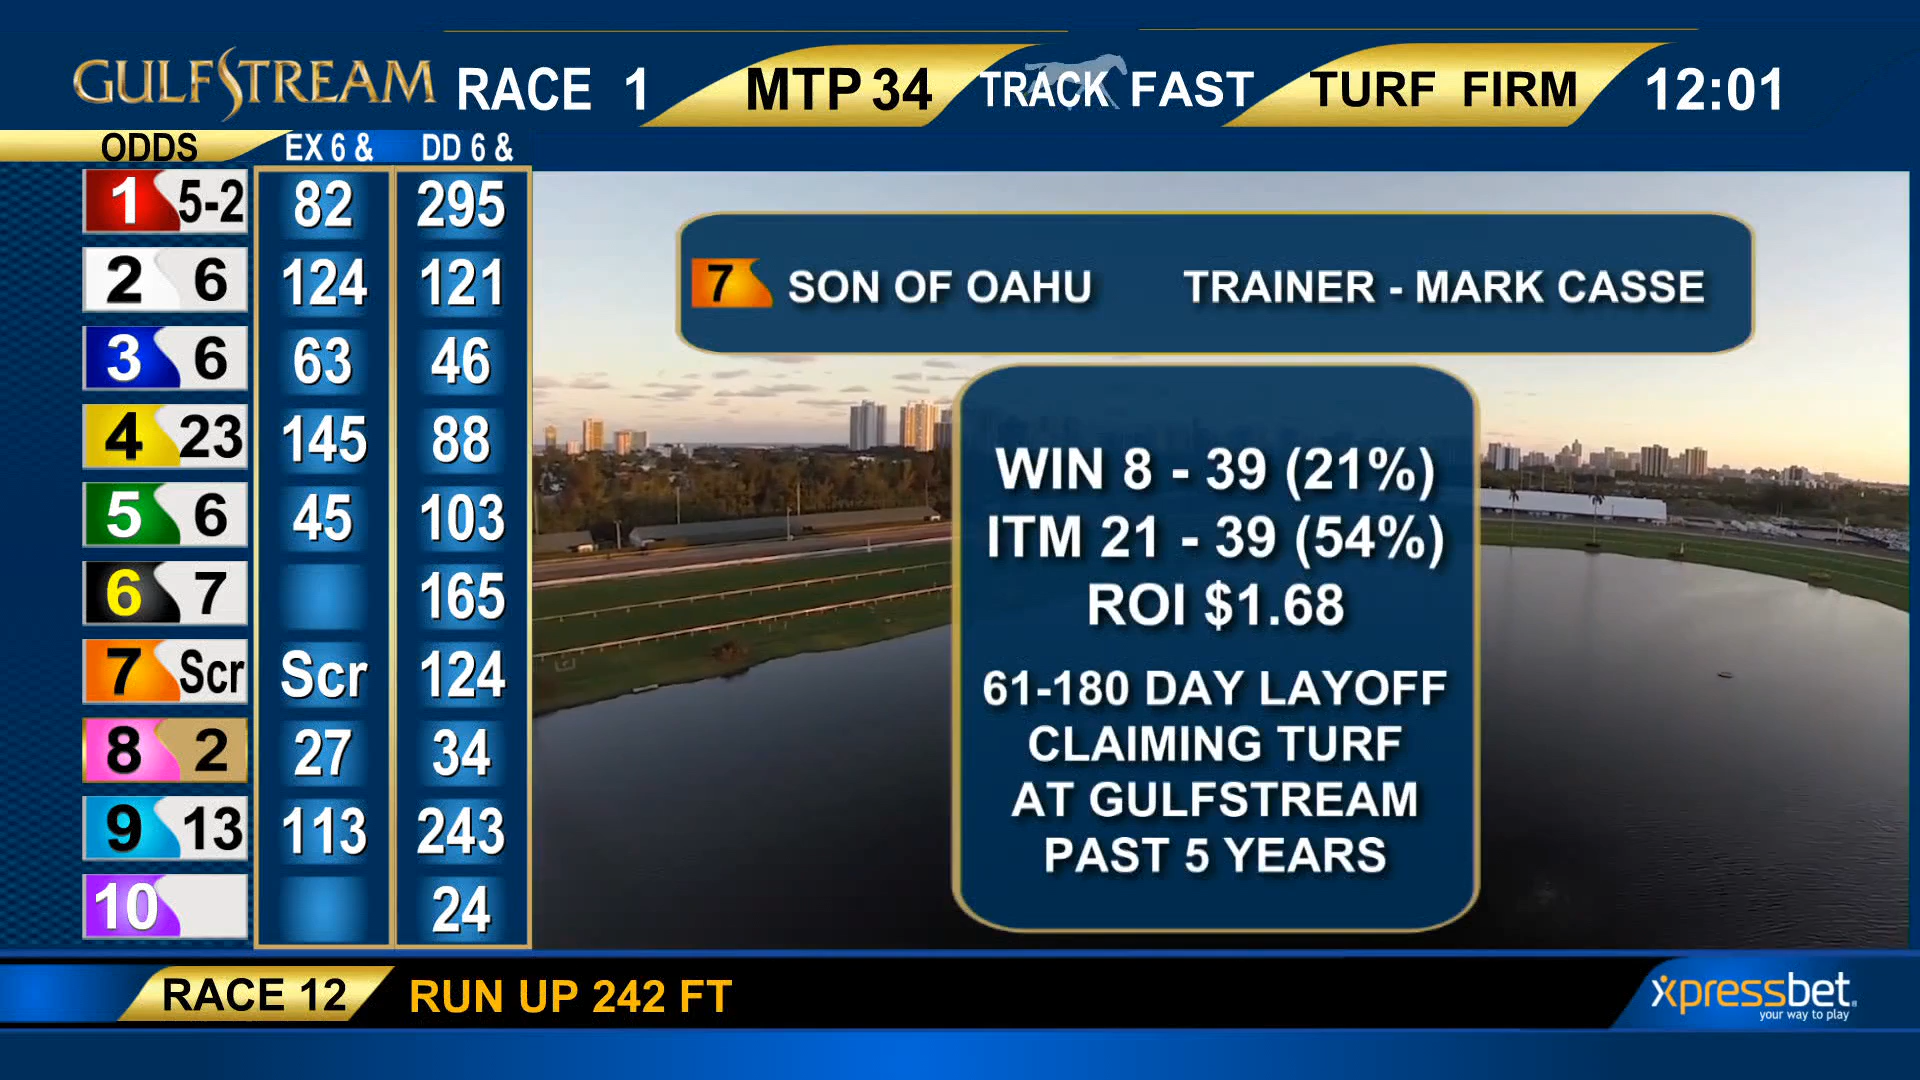 GULFSTREAM RACE 1 MTP 34 TRACK FAST TURF FIRM 12:01
ODDS EX 6 & DD 6 &
1 5-2 82 295
2 6 124 121
3 6 63 46
4 23 145 88
5 6 45 103
6 7 165
7 Scr Scr 124
8 2 27 34
9 13 113 243
10 24
7 SON OF OAHU TRAINER - MARK CASSE
WIN 8 - 39 (21%)
ITM 21 - 39 (54%)
ROI $1.68
61-180 DAY LAYOFF
CLAIMING TURF
AT GULFSTREAM
PAST 5 YEARS
RACE 12 RUN UP 242 FT
xpressbet
your way to play